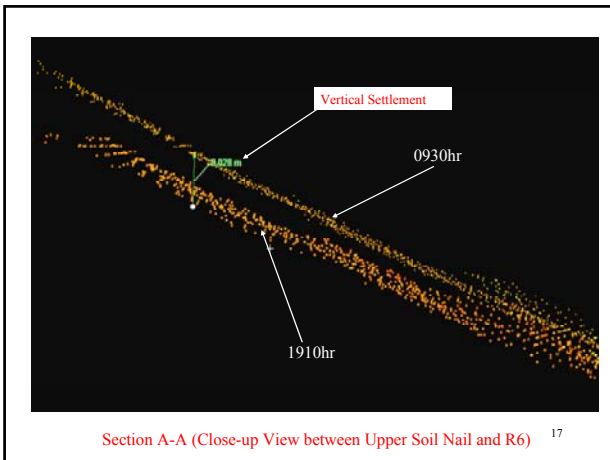 Vertical Settlement
0930hr
1910hr
Section A-A (Close-up View between Upper Soil Nail and R6)
17